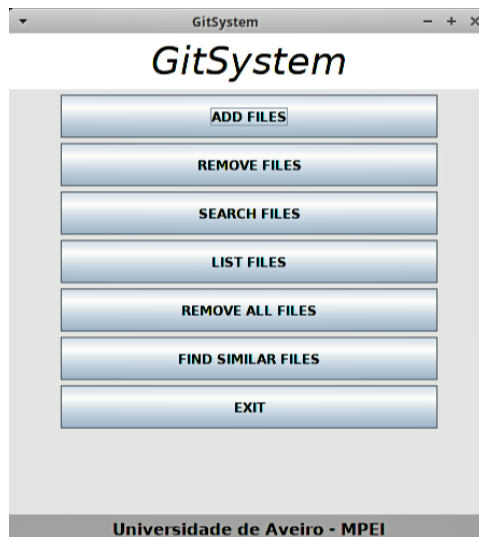 GitSystem
GitSystem
ADD FILES
REMOVE FILES
SEARCH FILES
LIST FILES
REMOVE ALL FILES
FIND SIMILAR FILES
EXIT
Universidade de Aveiro - MPEI